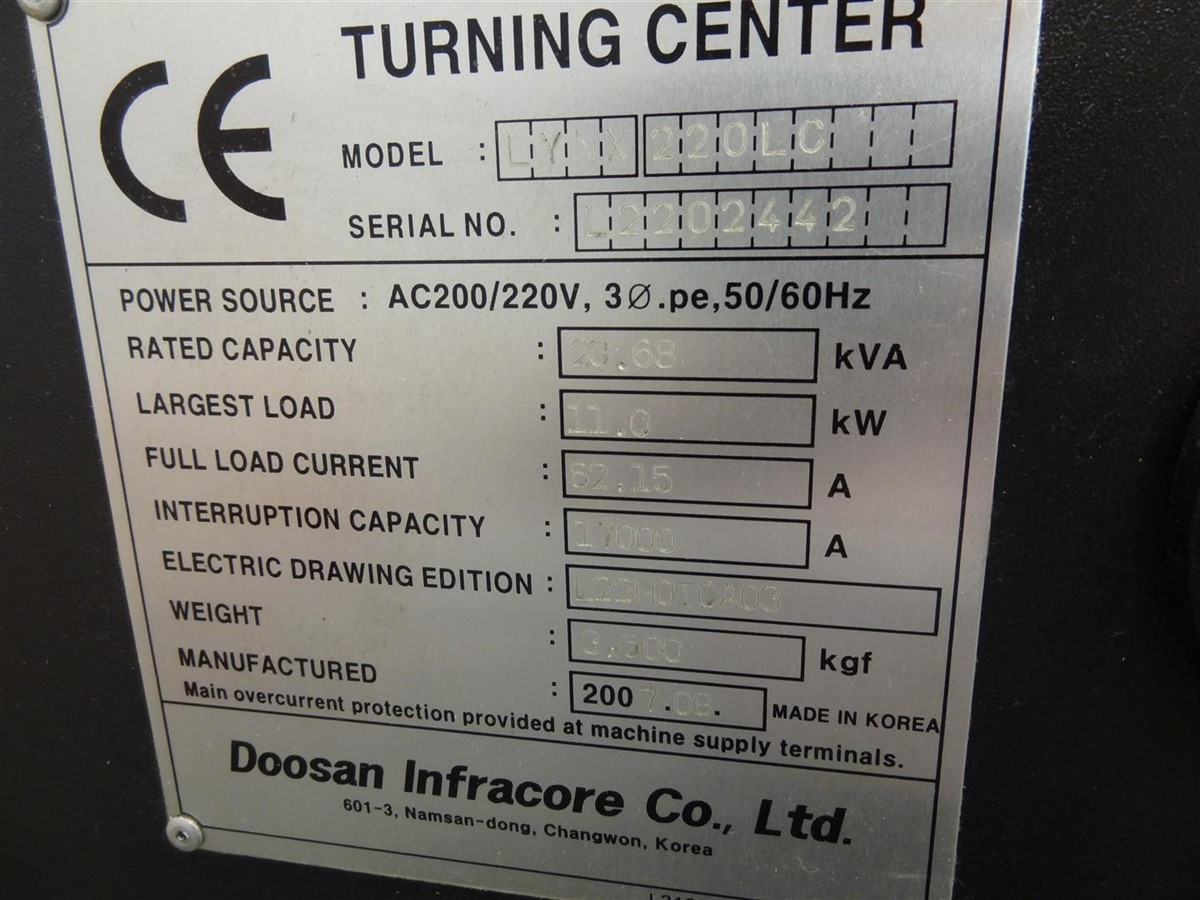 CE
TURNING CENTER
MODEL : LYNX 220LC
SERIAL NO. : L2202442
POWER SOURCE : AC200/220V, 3Ø.pe,50/60Hz
RATED CAPACITY : 23.68 kVA
LARGEST LOAD : 11.0 kW
FULL LOAD CURRENT : 62.15 A
INTERRUPTION CAPACITY : 17000 A
ELECTRIC DRAWING EDITION : L22H0ICA03
WEIGHT : 3,500 kgf
MANUFACTURED : 2007.08. MADE IN KOREA
Main overcurrent protection provided at machine supply terminals.
Doosan Infracore Co., Ltd.
601-3, Namsan-dong, Changwon, Korea